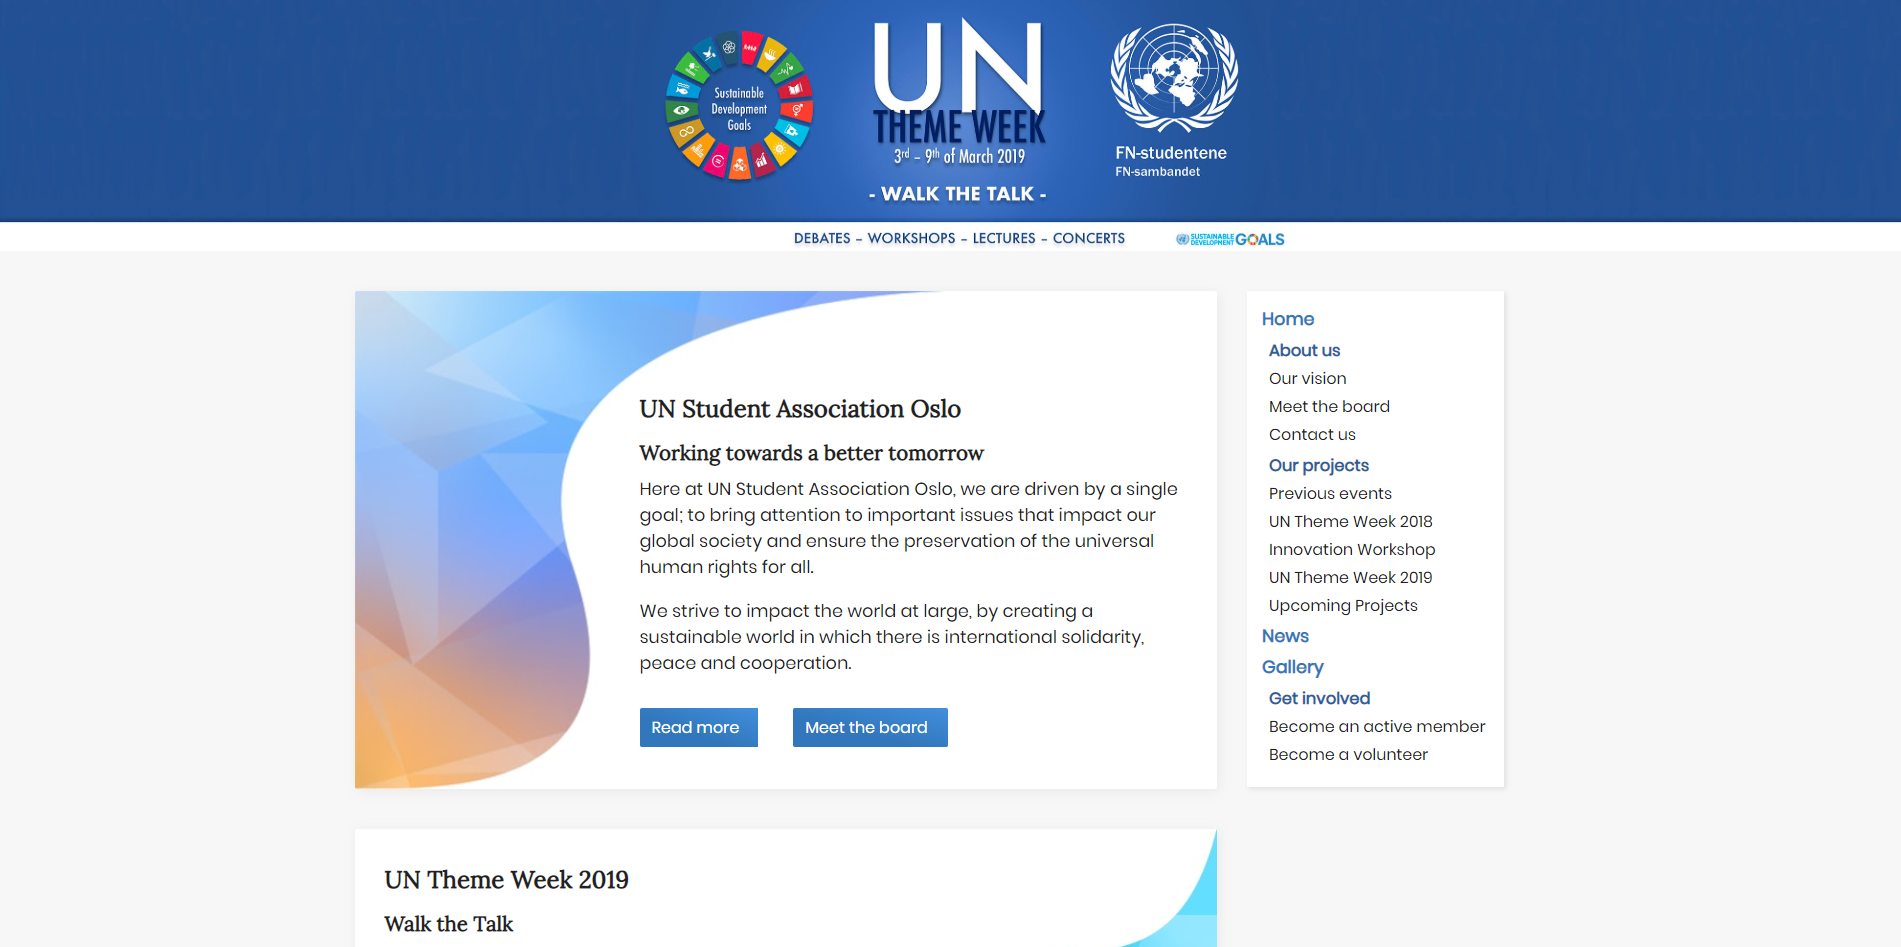 Sustainable
Development
Goals
UN
THEME WEEK
3rd – 9th of March 2019
- WALK THE TALK -
FN-studentene
FN-sambandet
DEBATES – WORKSHOPS – LECTURES – CONCERTS
SUSTAINABLE
DEVELOPMENT
GOALS
UN Student Association Oslo
Working towards a better tomorrow
Here at UN Student Association Oslo, we are driven by a single
goal; to bring attention to important issues that impact our
global society and ensure the preservation of the universal
human rights for all.
We strive to impact the world at large, by creating a
sustainable world in which there is international solidarity,
peace and cooperation.
Read more
Meet the board
Home
About us
Our vision
Meet the board
Contact us
Our projects
Previous events
UN Theme Week 2018
Innovation Workshop
UN Theme Week 2019
Upcoming Projects
News
Gallery
Get involved
Become an active member
Become a volunteer
UN Theme Week 2019
Walk the Talk